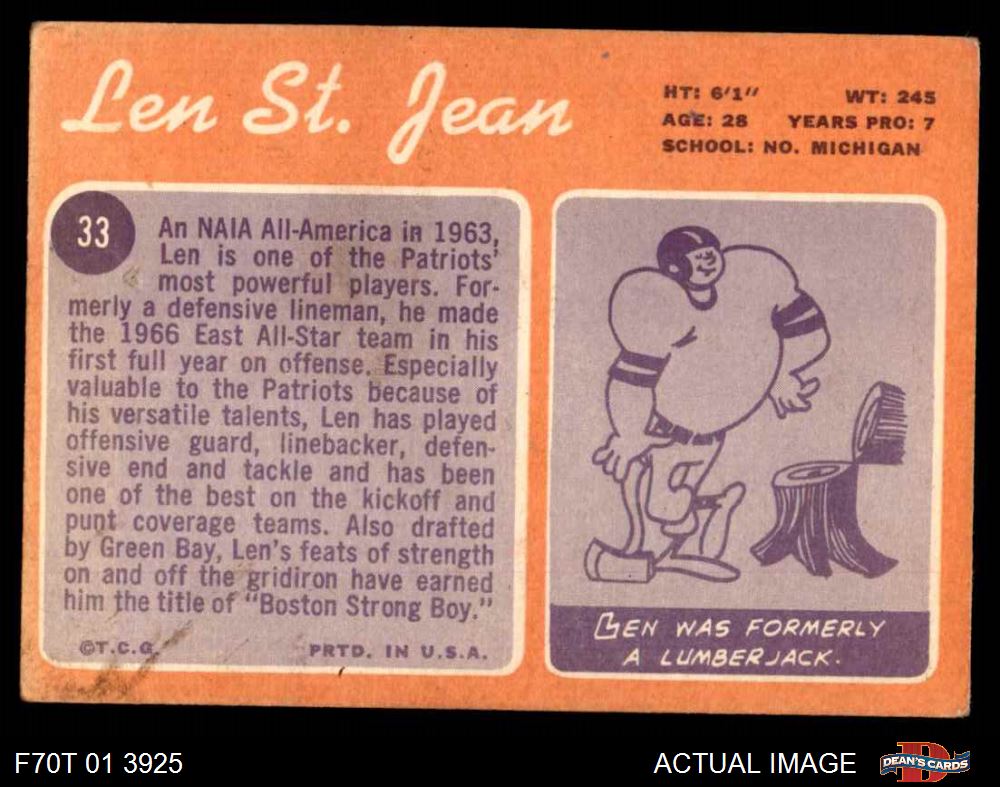 Len St. Jean
HT: 6'1" WT: 245
AGE: 28 YEARS PRO: 7
SCHOOL: NO. MICHIGAN
33
An NAIA All-America in 1963,
Len is one of the Patriots'
most powerful players. For-
merly a defensive lineman, he made
the 1966 East All-Star team in his
first full year on offense. Especially
valuable to the Patriots because of
his versatile talents, Len has played
offensive guard, linebacker, defen-
sive end and tackle and has been
one of the best on the kickoff and
punt coverage teams. Also drafted
by Green Bay, Len's feats of strength
on and off the gridiron have earned
him the title of "Boston Strong Boy."
©T.C.G. PRTD. IN U.S.A.
LEN WAS FORMERLY
A LUMBERJACK.
F70T 01 3925
ACTUAL IMAGE
D
DEAN'S CARDS